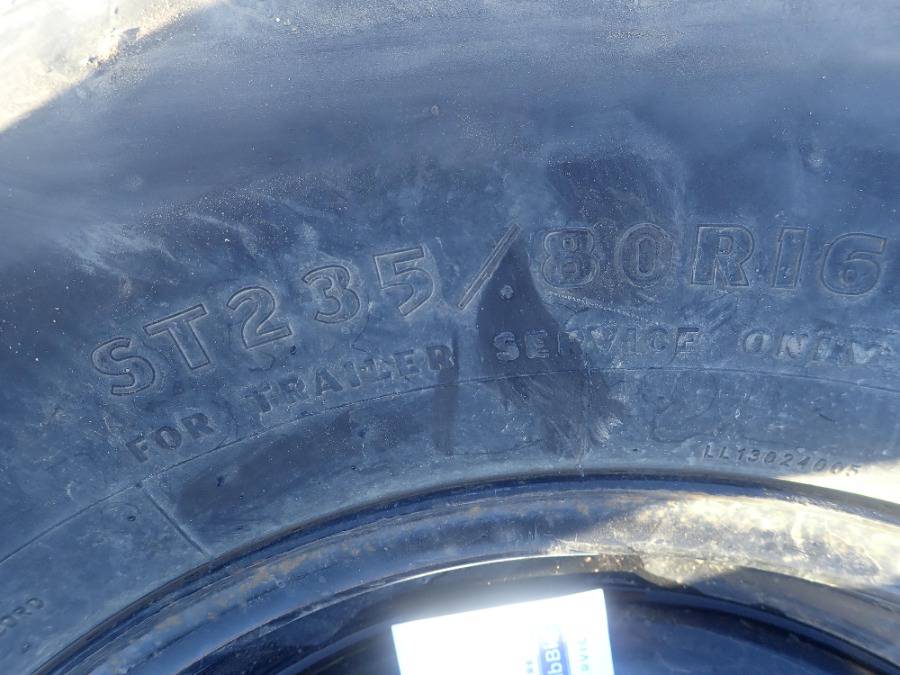 ST235/80R16
FOR TRAILER SERVICE ONLY
LL13024005